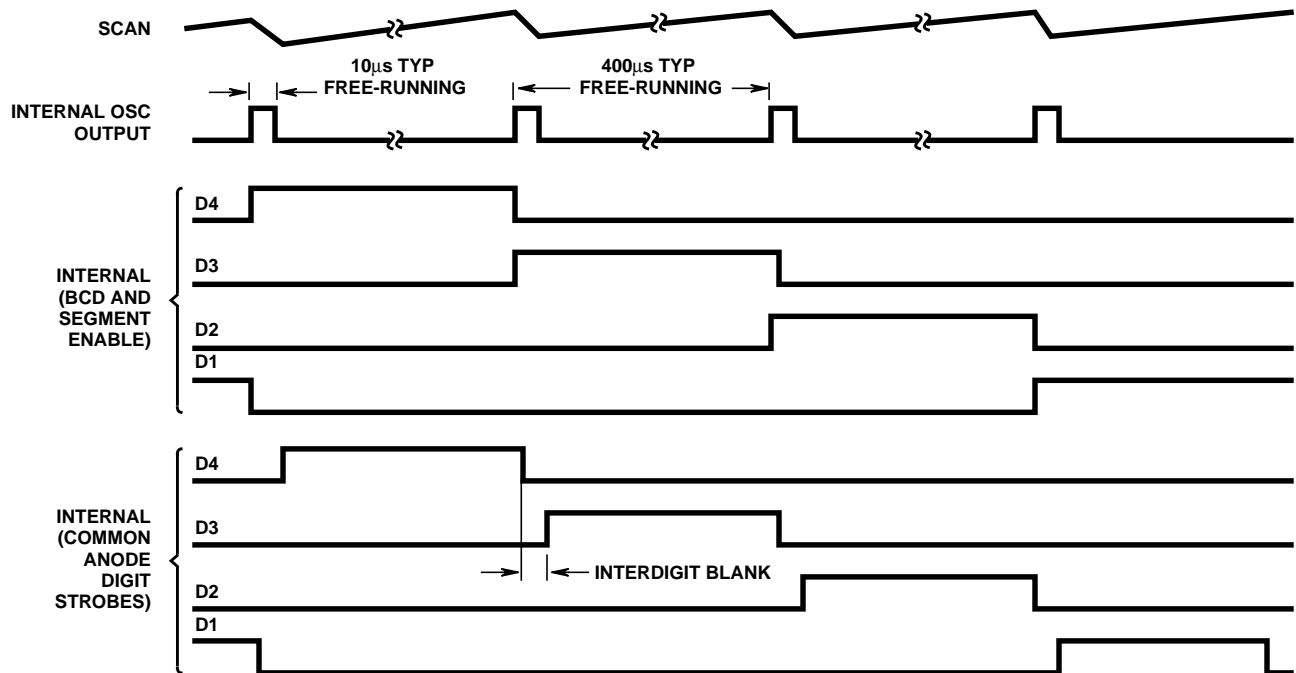 SCAN
10μs TYP
FREE-RUNNING
400μs TYP
FREE-RUNNING
INTERNAL OSC
OUTPUT
INTERNAL
(BCD AND
SEGMENT
ENABLE)
D4
D3
D2
D1
INTERNAL
(COMMON
ANODE
DIGIT
STROBES)
D4
D3
INTERDIGIT BLANK
D2
D1